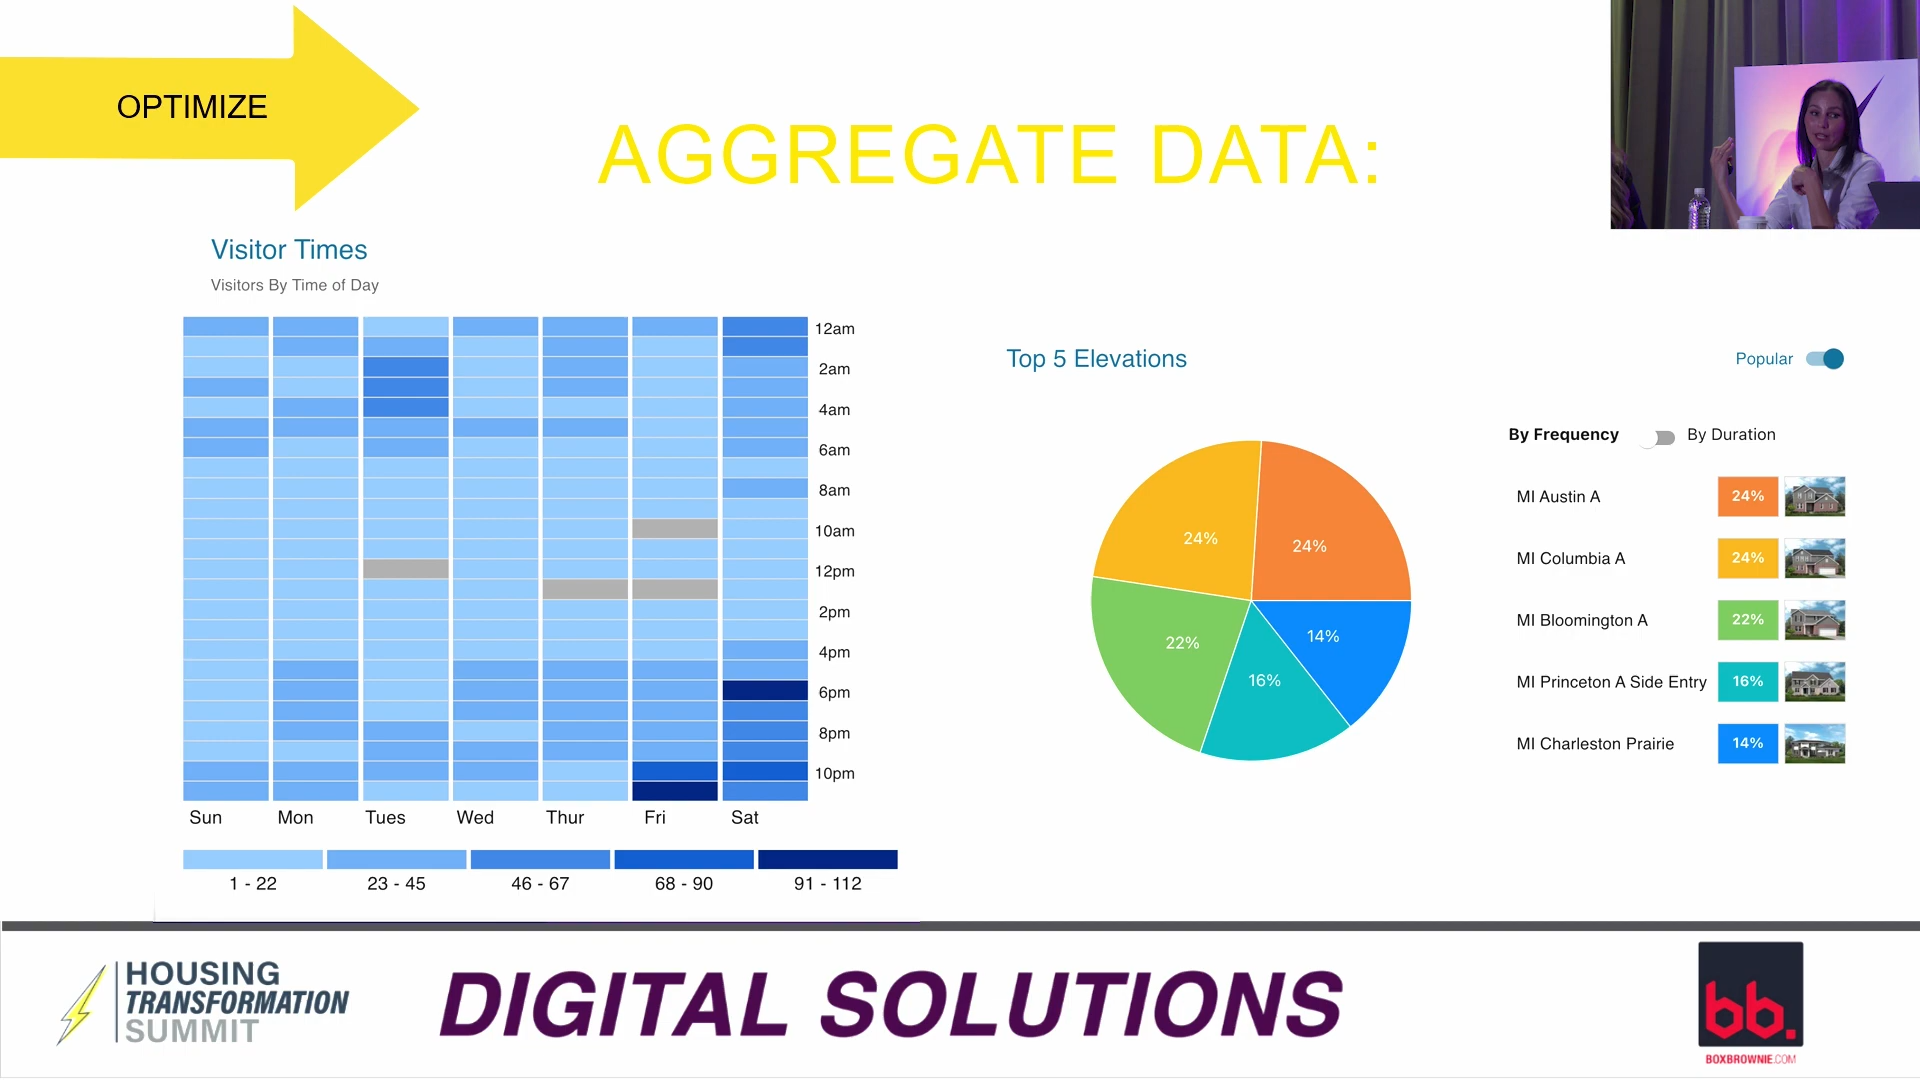 OPTIMIZE
AGGREGATE DATA:
Visitor Times
Visitors By Time of Day
12am
2am
4am
6am
8am
10am
12pm
2pm
4pm
6pm
8pm
10pm
Sun Mon Tues Wed Thur Fri Sat
1 - 22 23 - 45 46 - 67 68 - 90 91 - 112
Top 5 Elevations
Popular
24%
24%
22%
14%
16%
By Frequency By Duration
MI Austin A 24%
MI Columbia A 24%
MI Bloomington A 22%
MI Princeton A Side Entry 16%
MI Charleston Prairie 14%
HOUSING
TRANSFORMATION
SUMMIT
DIGITAL SOLUTIONS
bb.
BOXBROWNIE.COM